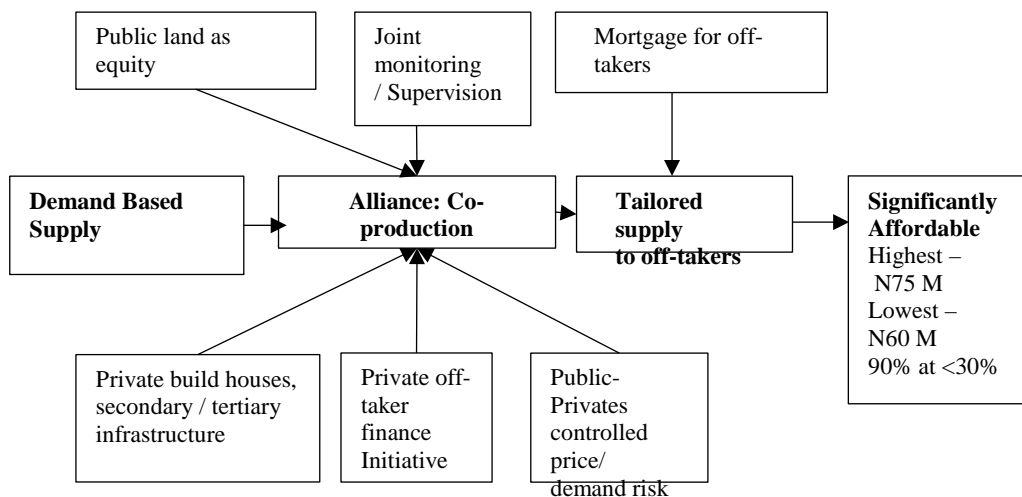 Public land as
equity
Joint
monitoring
/ Supervision
Mortgage for off-
takers
Demand Based
Supply
Alliance: Co-
production
Tailored
supply
to off-takers
Significantly
Affordable
Highest –
N75 M
Lowest –
N60 M
90% at <30%
Private build houses,
secondary / tertiary
infrastructure
Private off-
taker
finance
Initiative
Public-
Privates
controlled
price/
demand risk